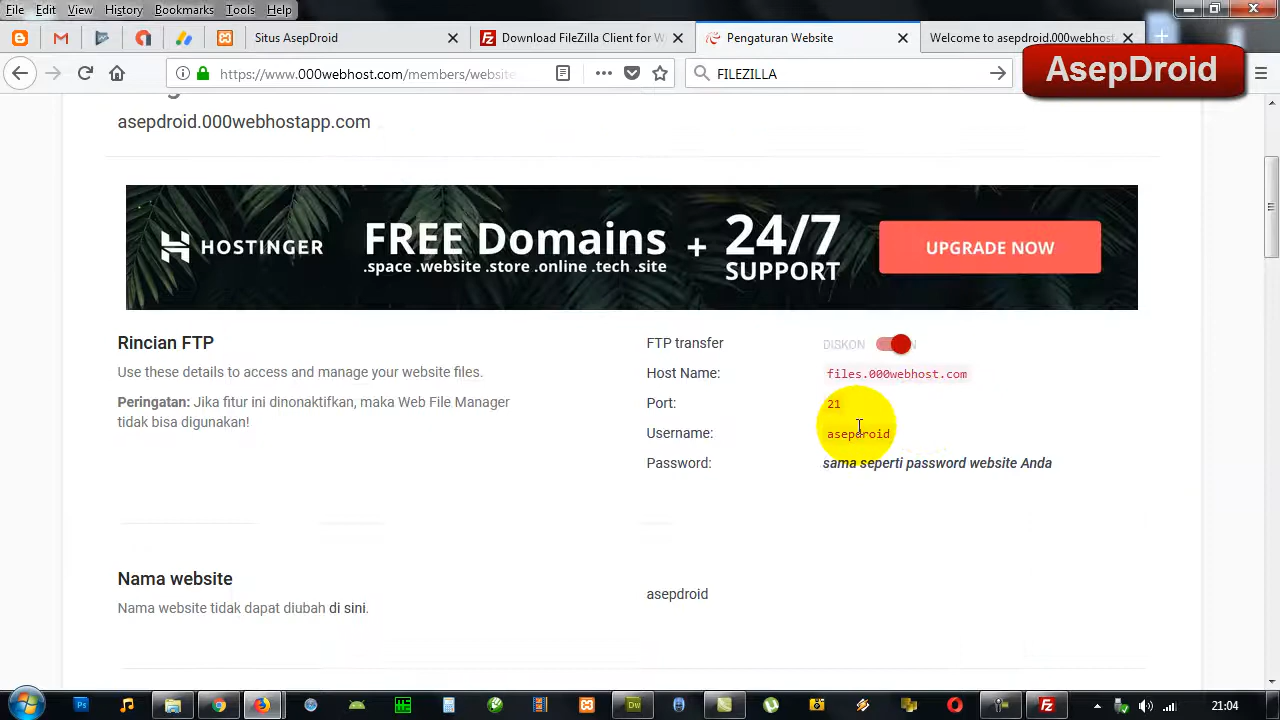 File Edit View History Bookmarks Tools Help
Situs AsepDroid
Download FileZilla Client for W
Pengaturan Website
Welcome to asepdroid.000webhost
https://www.000webhost.com/members/website
FILEZILLA
AsepDroid
asepdroid.000webhostapp.com
HOSTINGER
FREE Domains
.space .website .store .online .tech .site
+
24/7
SUPPORT
UPGRADE NOW
Rincian FTP
Use these details to access and manage your website files.
Peringatan: Jika fitur ini dinonaktifkan, maka Web File Manager
tidak bisa digunakan!
FTP transfer
DISKON
Host Name:
files.000webhost.com
Port:
21
Username:
asepdroid
Password:
sama seperti password website Anda
Nama website
Nama website tidak dapat diubah di sini.
asepdroid
21:04